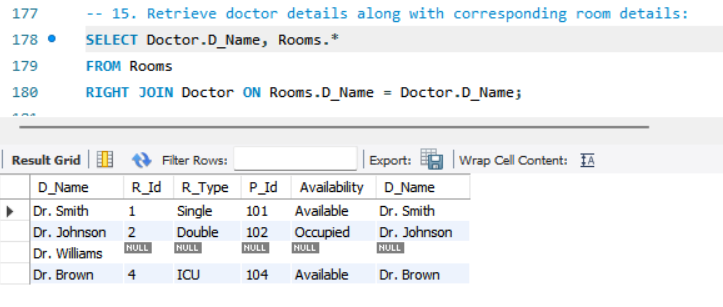 177 -- 15. Retrieve doctor details along with corresponding room details:
178 SELECT Doctor.D_Name, Rooms.*
179 FROM Rooms
180 RIGHT JOIN Doctor ON Rooms.D_Name = Doctor.D_Name;
Result Grid Filter Rows: Export: Wrap Cell Content: IA
D_Name R_Id R_Type P_Id Availability D_Name
Dr. Smith 1 Single 101 Available Dr. Smith
Dr. Johnson 2 Double 102 Occupied Dr. Johnson
Dr. Williams NULL NULL NULL NULL NULL
Dr. Brown 4 ICU 104 Available Dr. Brown